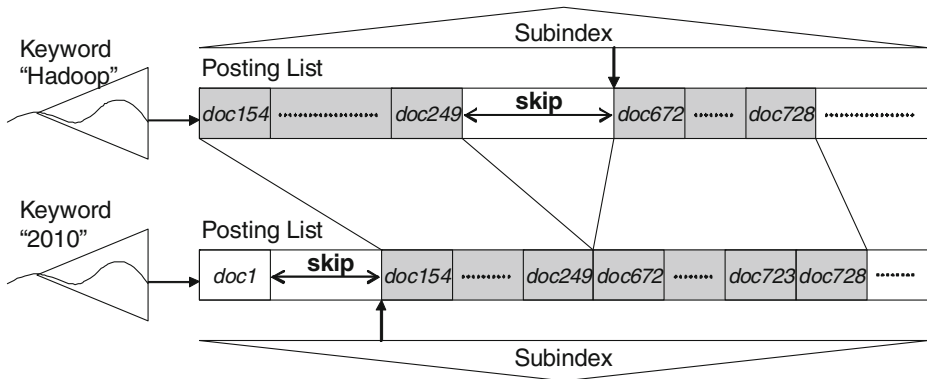 Subindex
Keyword
“Hadoop”
Posting List
doc154 doc249 skip doc672 doc728
Keyword
“2010”
Posting List
doc1 skip doc154 doc249 doc672 doc723 doc728
Subindex